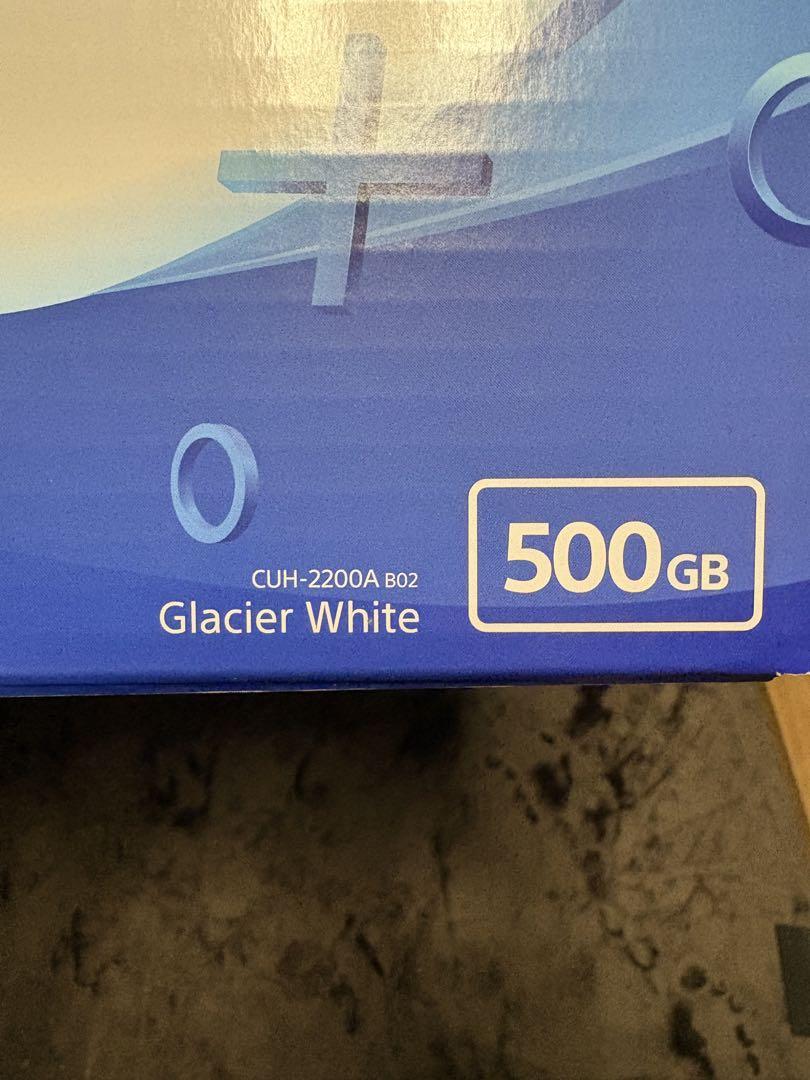 CUH-2200A B02
Glacier White
500GB